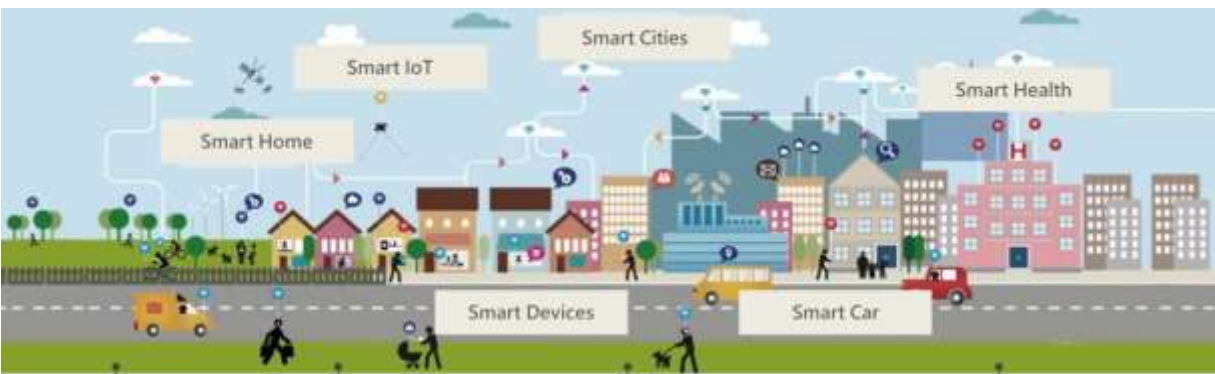 Smart Cities
Smart IoT
Smart Health
Smart Home
H
Smart Devices
Smart Car